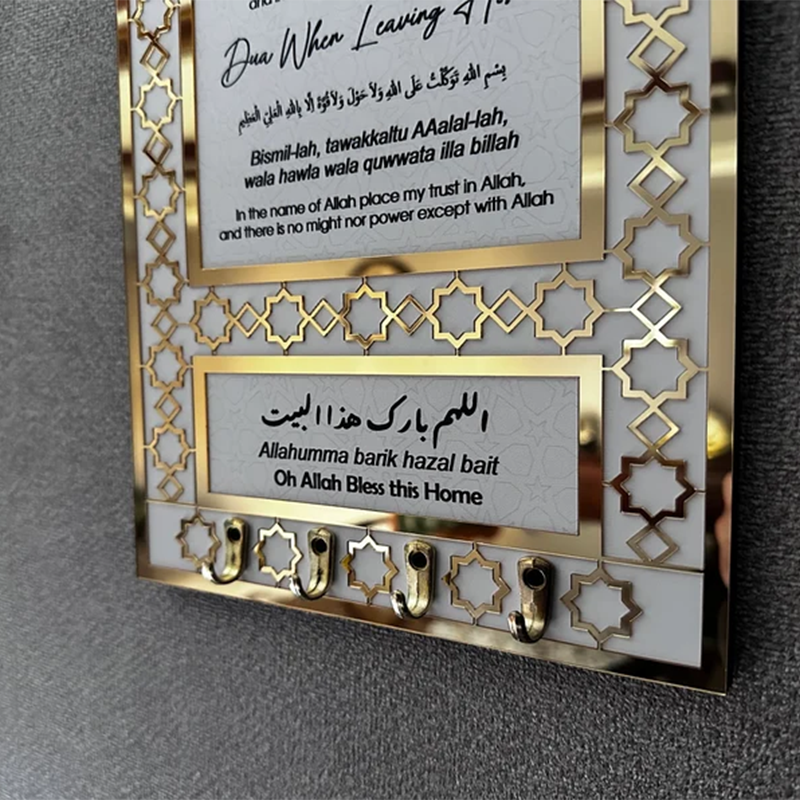 Dua When Leaving
بِسْمِ اللَّهِ تَوَكَّلْتُ عَلَى اللَّهِ وَلَا حَوْلَ وَلَا قُوَّةَ إِلَّا بِاللَّهِ الْعَلِيِّ الْعَظِيمِ
Bismil-lah, tawakkaltu AAalal-lah,
wala hawla wala quwwata illa billah
In the name of Allah place my trust in Allah,
and there is no might nor power except with Allah
اللهم بارك هذا البيت
Allahumma barik hazal bait
Oh Allah Bless this Home